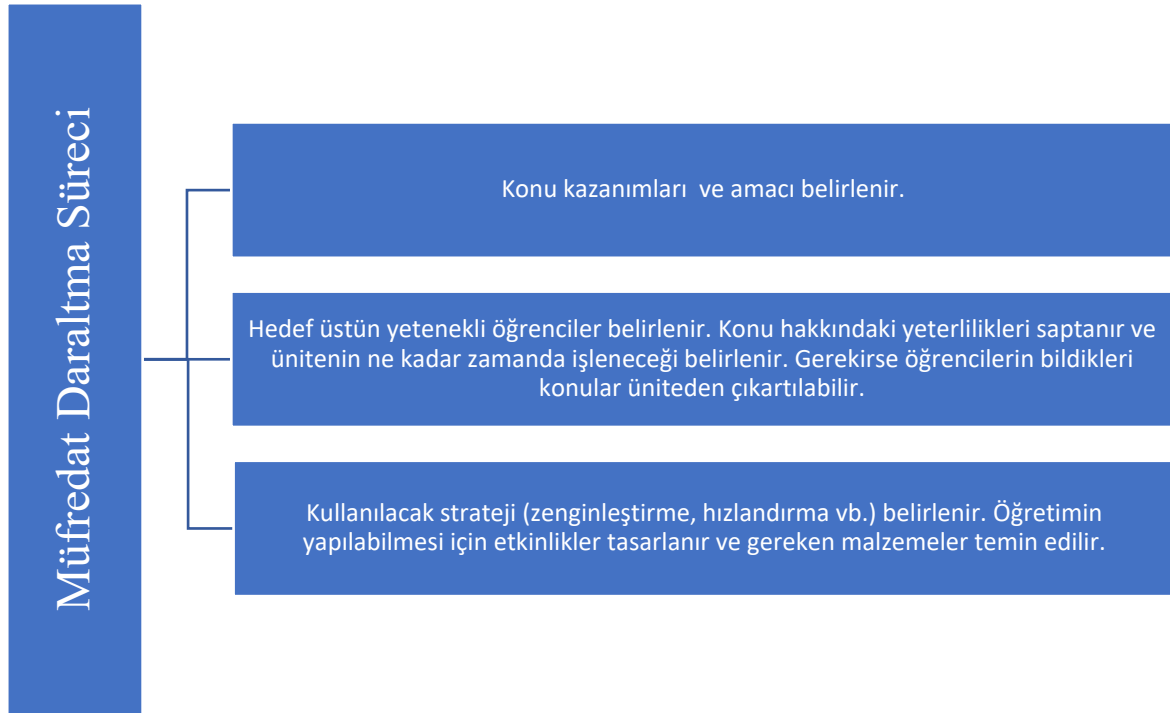 Müfredat Daraltma Süreci
Konu kazanımları ve amacı belirlenir.
Hedef üstün yetenekli öğrenciler belirlenir. Konu hakkındaki yeterlilikleri saptanır ve
ünitenin ne kadar zamanda işleneceği belirlenir. Gerekirse öğrencilerin bildikleri
konular üniteden çıkartılabilir.
Kullanılacak strateji (zenginleştirme, hızlandırma vb.) belirlenir. Öğretimin
yapılabilmesi için etkinlikler tasarlanır ve gereken malzemeler temin edilir.